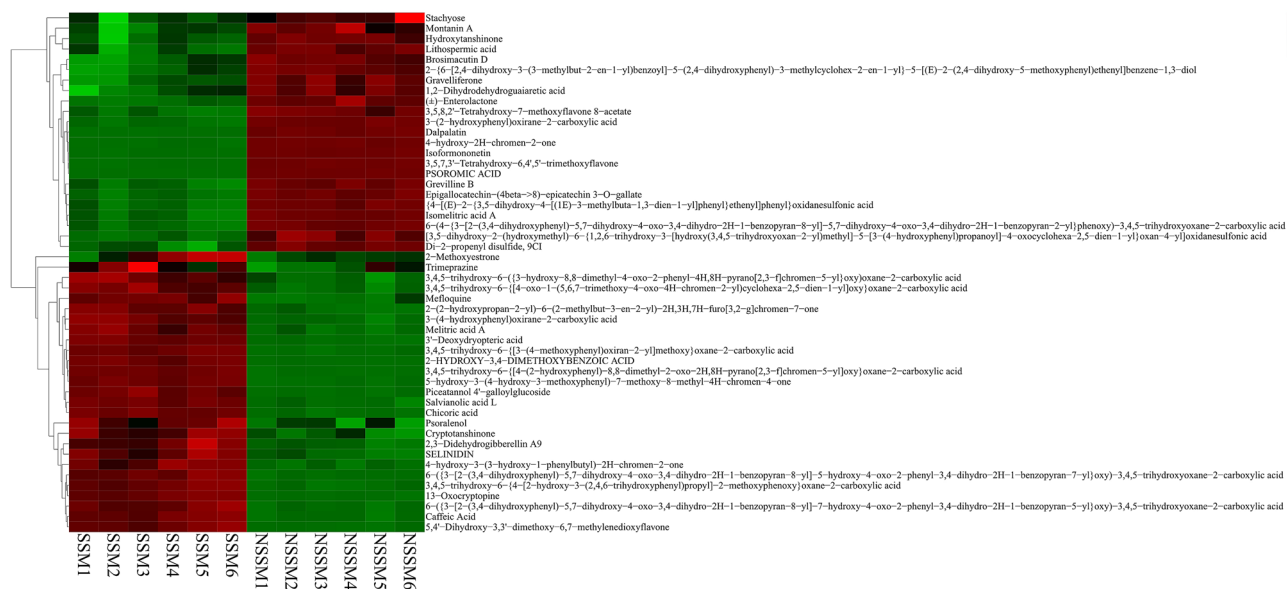 Stachyose
Montanin A
Hydroxytanshinone
Lithospermic acid
Brosimacutin D
2−{6−[2,4−dihydroxy−3−(3−methylbut−2−en−1−yl)benzoyl]−5−(2,4−dihydroxyphenyl)−3−methylcyclohex−2−en−1−yl}−5−[(E)−2−(2,4−dihydroxy−5−methoxyphenyl)ethenyl]benzene−1,3−diol
Gravelliferone
1,2−Dihydrodehydroguaiaretic acid
(±)−Enterolactone
3,5,8,2'−Tetrahydroxy−7−methoxyflavone 8−acetate
3−(2−hydroxyphenyl)oxirane−2−carboxylic acid
Dalpalatin
4−hydroxy−2H−chromen−2−one
Isoformononetin
3,5,7,3'−Tetrahydroxy−6,4',5'−trimethoxyflavone
PSOROMIC ACID
Grevilline B
Epigallocatechin−(4beta−>8)−epicatechin 3−O−gallate
{4−[(E)−2−{3,5−dihydroxy−4−[(1E)−3−methylbuta−1,3−dien−1−yl]phenyl}ethenyl]phenyl}oxidanesulfonic acid
Isomelitric acid A
6−(4−{3−[2−(3,4−dihydroxyphenyl)−5,7−dihydroxy−4−oxo−3,4−dihydro−2H−1−benzopyran−8−yl]−5,7−dihydroxy−4−oxo−3,4−dihydro−2H−1−benzopyran−2−yl}phenoxy)−3,4,5−trihydroxyoxane−2−carboxylic acid
[3,5−dihydroxy−2−(hydroxymethyl)−6−{1,2,6−trihydroxy−3−[hydroxy(3,4,5−trihydroxyoxan−2−yl)methyl]−5−[3−(4−hydroxyphenyl)propanoyl]−4−oxocyclohexa−2,5−dien−1−yl}oxan−4−yl]oxidanesulfonic acid
Di−2−propenyl disulfide, 9CI
2−Methoxyestrone
Trimeprazine
3,4,5−trihydroxy−6−({3−hydroxy−8,8−dimethyl−4−oxo−2−phenyl−4H,8H−pyrano[2,3−f]chromen−5−yl}oxy)oxane−2−carboxylic acid
3,4,5−trihydroxy−6−{[4−oxo−1−(5,6,7−trimethoxy−4−oxo−4H−chromen−2−yl)cyclohexa−2,5−dien−1−yl]oxy}oxane−2−carboxylic acid
Mefloquine
2−(2−hydroxypropan−2−yl)−6−(2−methylbut−3−en−2−yl)−2H,3H,7H−furo[3,2−g]chromen−7−one
3−(4−hydroxyphenyl)oxirane−2−carboxylic acid
Melitric acid A
3'−Deoxydryopteric acid
3,4,5−trihydroxy−6−{[3−(4−methoxyphenyl)oxiran−2−yl]methoxy}oxane−2−carboxylic acid
2−HYDROXY−3,4−DIMETHOXYBENZOIC ACID
3,4,5−trihydroxy−6−{[4−(2−hydroxyphenyl)−8,8−dimethyl−2−oxo−2H,8H−pyrano[2,3−f]chromen−5−yl]oxy}oxane−2−carboxylic acid
5−hydroxy−3−(4−hydroxy−3−methoxyphenyl)−7−methoxy−8−methyl−4H−chromen−4−one
Piceatannol 4'−galloylglucoside
Salvianolic acid L
Chicoric acid
Psoralenol
Cryptotanshinone
2,3−Didehydrogibberellin A9
SELINIDIN
4−hydroxy−3−(3−hydroxy−1−phenylbutyl)−2H−chromen−2−one
6−({3−[2−(3,4−dihydroxyphenyl)−5,7−dihydroxy−4−oxo−3,4−dihydro−2H−1−benzopyran−8−yl]−5−hydroxy−4−oxo−2−phenyl−3,4−dihydro−2H−1−benzopyran−7−yl}oxy)−3,4,5−trihydroxyoxane−2−carboxylic acid
3,4,5−trihydroxy−6−{4−[2−hydroxy−3−(2,4,6−trihydroxyphenyl)propyl]−2−methoxyphenoxy}oxane−2−carboxylic acid
13−Oxocryptopine
6−({3−[2−(3,4−dihydroxyphenyl)−5,7−dihydroxy−4−oxo−3,4−dihydro−2H−1−benzopyran−8−yl]−7−hydroxy−4−oxo−2−phenyl−3,4−dihydro−2H−1−benzopyran−5−yl}oxy)−3,4,5−trihydroxyoxane−2−carboxylic acid
Caffeic Acid
5,4'−Dihydroxy−3,3'−dimethoxy−6,7−methylenedioxyflavone
SSM1
SSM2
SSM3
SSM4
SSM5
SSM6
NSSM1
NSSM2
NSSM3
NSSM4
NSSM5
NSSM6